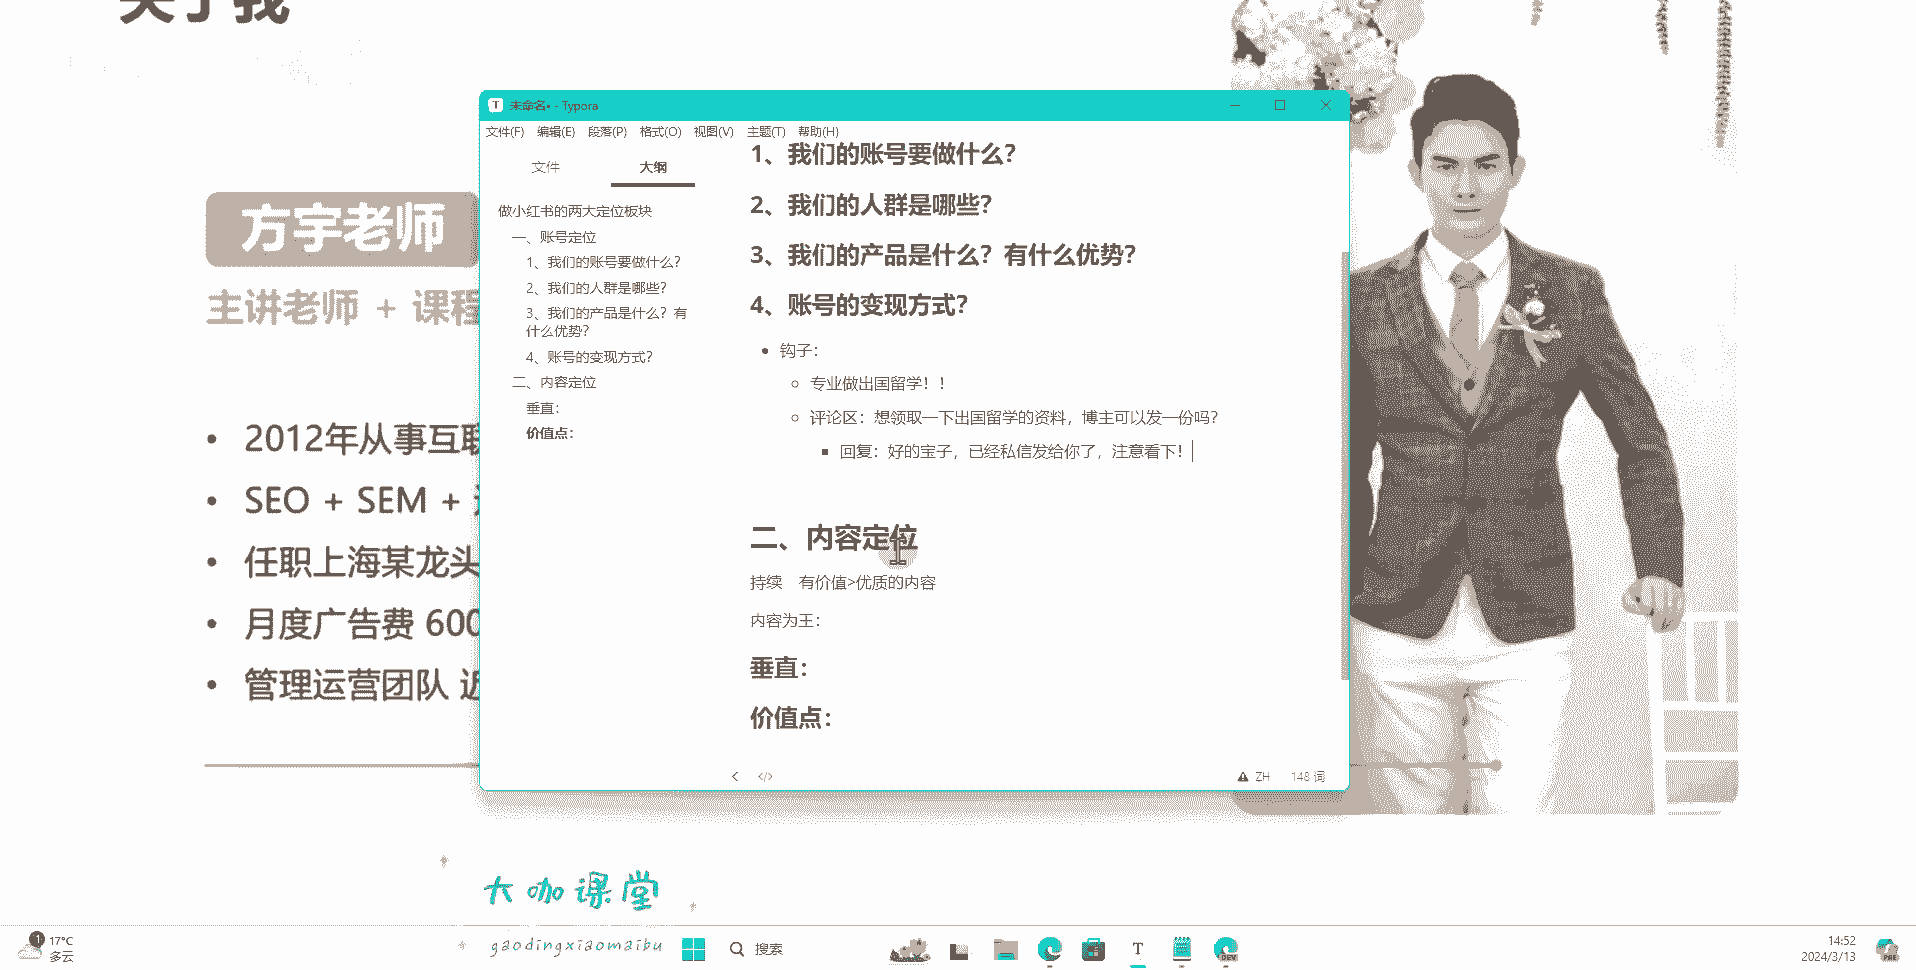 关于我
方宇老师
主讲老师 + 课程
• 2012年从事互联
• SEO + SEM +
• 任职上海某龙头
• 月度广告费 600
• 管理运营团队 近
未命名• - Typora
文件(F) 编辑(E) 段落(P) 格式(O) 视图(V) 主题(T) 帮助(H)
文件 大纲
做小红书的两大定位板块
一、账号定位
1、我们的账号要做什么？
2、我们的人群是哪些？
3、我们的产品是什么？有
什么优势？
4、账号的变现方式？
二、内容定位
垂直：
价值点：
1、我们的账号要做什么？
2、我们的人群是哪些？
3、我们的产品是什么？有什么优势？
4、账号的变现方式？
• 钩子：
专业做出国留学！！
评论区：想领取一下出国留学的资料，博主可以发一份吗？
回复：好的宝子，已经私信发给你了，注意看下！
二、内容定位
持续 有价值>优质的内容
内容为王：
垂直：
价值点：
ZH 148 词
大咖课堂
gaodingxiaomaibu
1
17°C
多云
搜索
T
DEV
14:52
2024/3/13
PRE